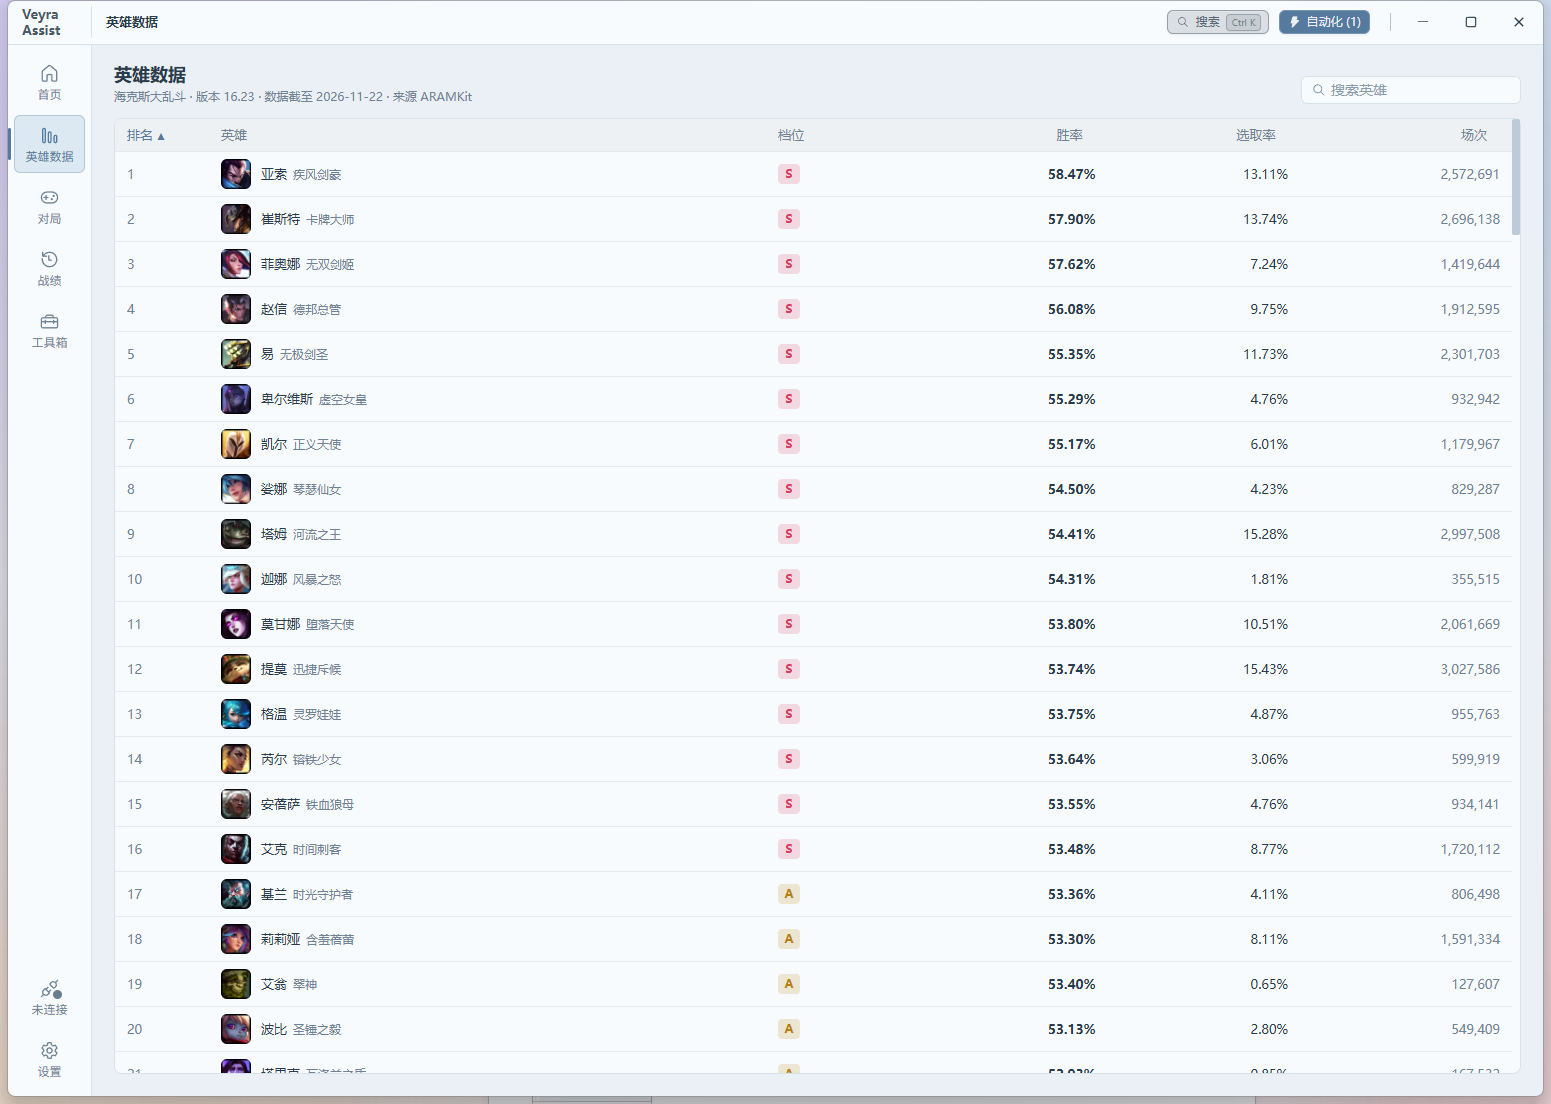 Veyra
Assist
英雄数据
搜索 Ctrl K
自动化 (1)
首页
英雄数据
对局
战绩
工具箱
未连接
设置
英雄数据
海克斯大乱斗 · 版本 16.23 · 数据截至 2026-11-22 · 来源 ARAMKit
搜索英雄
排名 ▲ 英雄 档位 胜率 选取率 场次
1 亚索 疾风剑豪 S 58.47% 13.11% 2,572,691
2 崔斯特 卡牌大师 S 57.90% 13.74% 2,696,138
3 菲奥娜 无双剑姬 S 57.62% 7.24% 1,419,644
4 赵信 德邦总管 S 56.08% 9.75% 1,912,595
5 易 无极剑圣 S 55.35% 11.73% 2,301,703
6 卑尔维斯 虚空女皇 S 55.29% 4.76% 932,942
7 凯尔 正义天使 S 55.17% 6.01% 1,179,967
8 娑娜 琴瑟仙女 S 54.50% 4.23% 829,287
9 塔姆 河流之王 S 54.41% 15.28% 2,997,508
10 迦娜 风暴之怒 S 54.31% 1.81% 355,515
11 莫甘娜 堕落天使 S 53.80% 10.51% 2,061,669
12 提莫 迅捷斥候 S 53.74% 15.43% 3,027,586
13 格温 灵罗娃娃 S 53.75% 4.87% 955,763
14 芮尔 镕铁少女 S 53.64% 3.06% 599,919
15 安蓓萨 铁血狼母 S 53.55% 4.76% 934,141
16 艾克 时间刺客 S 53.48% 8.77% 1,720,112
17 基兰 时光守护者 A 53.36% 4.11% 806,498
18 莉莉娅 含羞蓓蕾 A 53.30% 8.11% 1,591,334
19 艾翁 翠神 A 53.40% 0.65% 127,607
20 波比 圣锤之毅 A 53.13% 2.80% 549,409